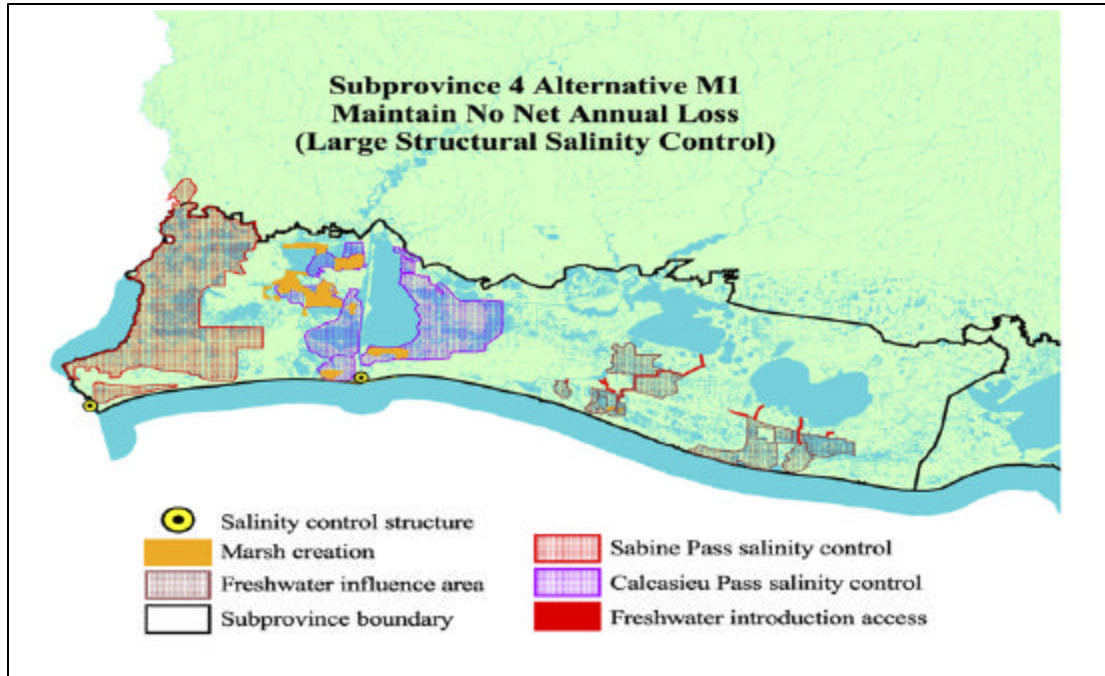 Subprovince 4 Alternative M1
Maintain No Net Annual Loss
(Large Structural Salinity Control)
Salinity control structure
Marsh creation
Freshwater influence area
Subprovince boundary
Sabine Pass salinity control
Calcasieu Pass salinity control
Freshwater introduction access